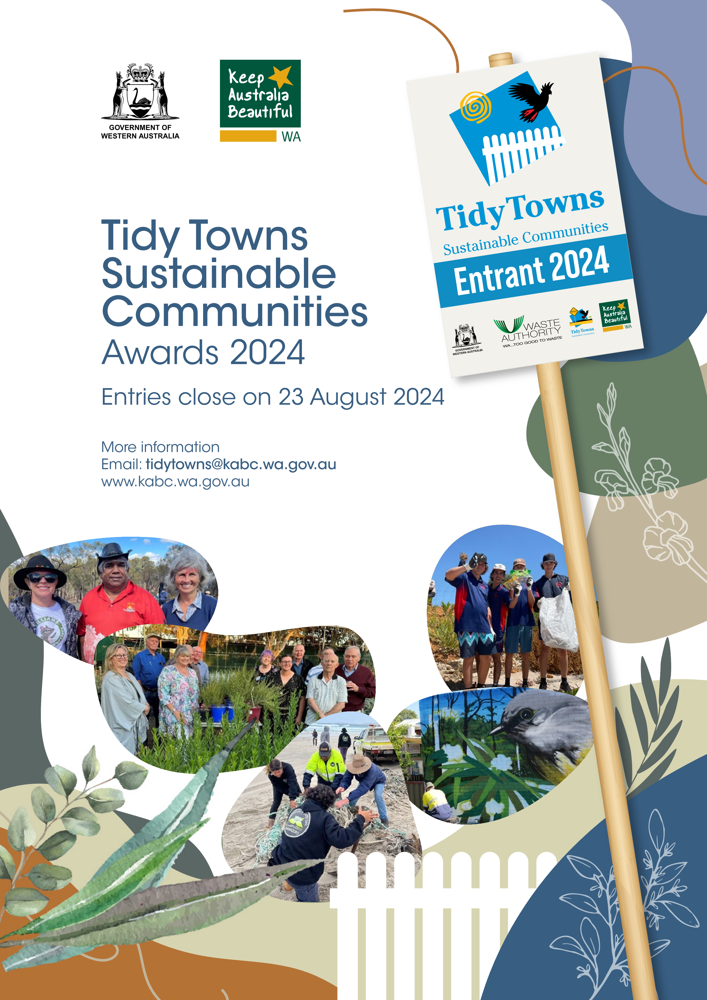 GOVERNMENT OF
WESTERN AUSTRALIA
Keep
Australia
Beautiful
WA
Tidy Towns
Sustainable
Communities
Awards 2024
Entries close on 23 August 2024
More information
Email: tidytowns@kabc.wa.gov.au
www.kabc.wa.gov.au
Tidy Towns
Sustainable Communities
Entrant 2024
GOVERNMENT OF
WESTERN AUSTRALIA
WASTE
AUTHORITY
WA...TOO GOOD TO WASTE
Tidy Towns
Sustainable Communities
Keep
Australia
Beautiful
WA
RANGERS